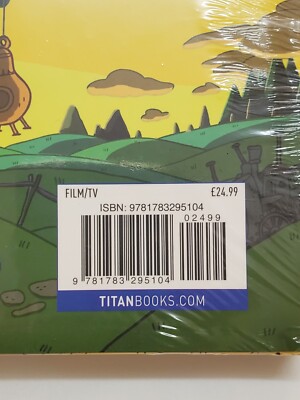 FILM/TV £24.99
ISBN: 9781783295104
02499
9 781783 295104
TITANBOOKS.COM